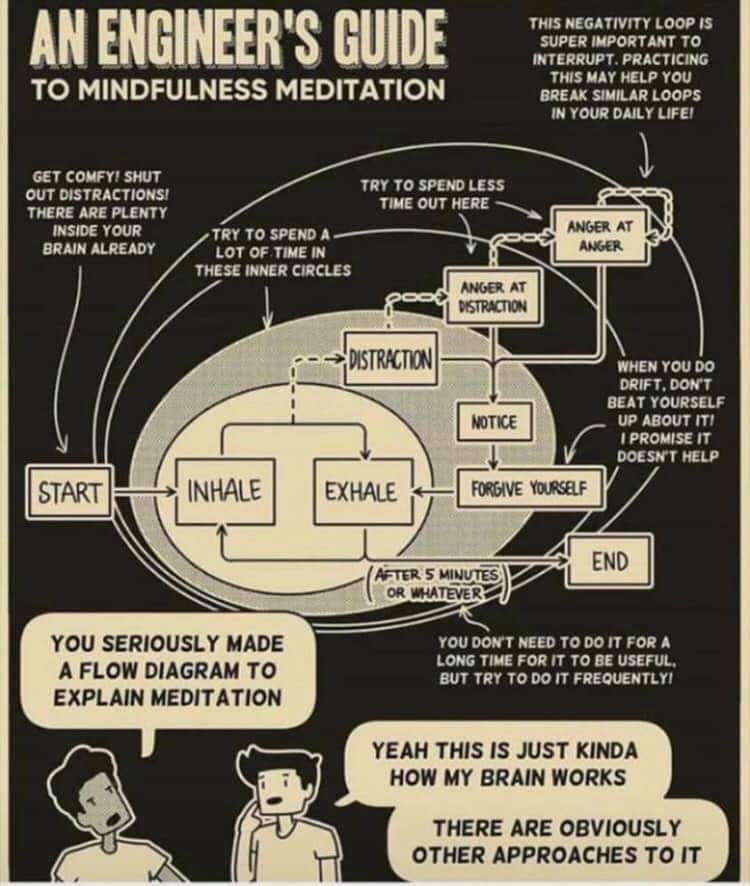 AN ENGINEER'S GUIDE
TO MINDFULNESS MEDITATION
THIS NEGATIVITY LOOP IS
SUPER IMPORTANT TO
INTERRUPT. PRACTICING
THIS MAY HELP YOU
BREAK SIMILAR LOOPS
IN YOUR DAILY LIFE!
GET COMFY! SHUT
OUT DISTRACTIONS!
THERE ARE PLENTY
INSIDE YOUR
BRAIN ALREADY
TRY TO SPEND A
LOT OF TIME IN
THESE INNER CIRCLES
TRY TO SPEND LESS
TIME OUT HERE
ANGER AT
ANGER
ANGER AT
DISTRACTION
DISTRACTION
NOTICE
WHEN YOU DO
DRIFT, DON'T
BEAT YOURSELF
UP ABOUT IT!
I PROMISE IT
DOESN'T HELP
START
INHALE
EXHALE
FORGIVE YOURSELF
END
(AFTER 5 MINUTES
OR WHATEVER)
YOU DON'T NEED TO DO IT FOR A
LONG TIME FOR IT TO BE USEFUL,
BUT TRY TO DO IT FREQUENTLY!
YOU SERIOUSLY MADE
A FLOW DIAGRAM TO
EXPLAIN MEDITATION
YEAH THIS IS JUST KINDA
HOW MY BRAIN WORKS
THERE ARE OBVIOUSLY
OTHER APPROACHES TO IT